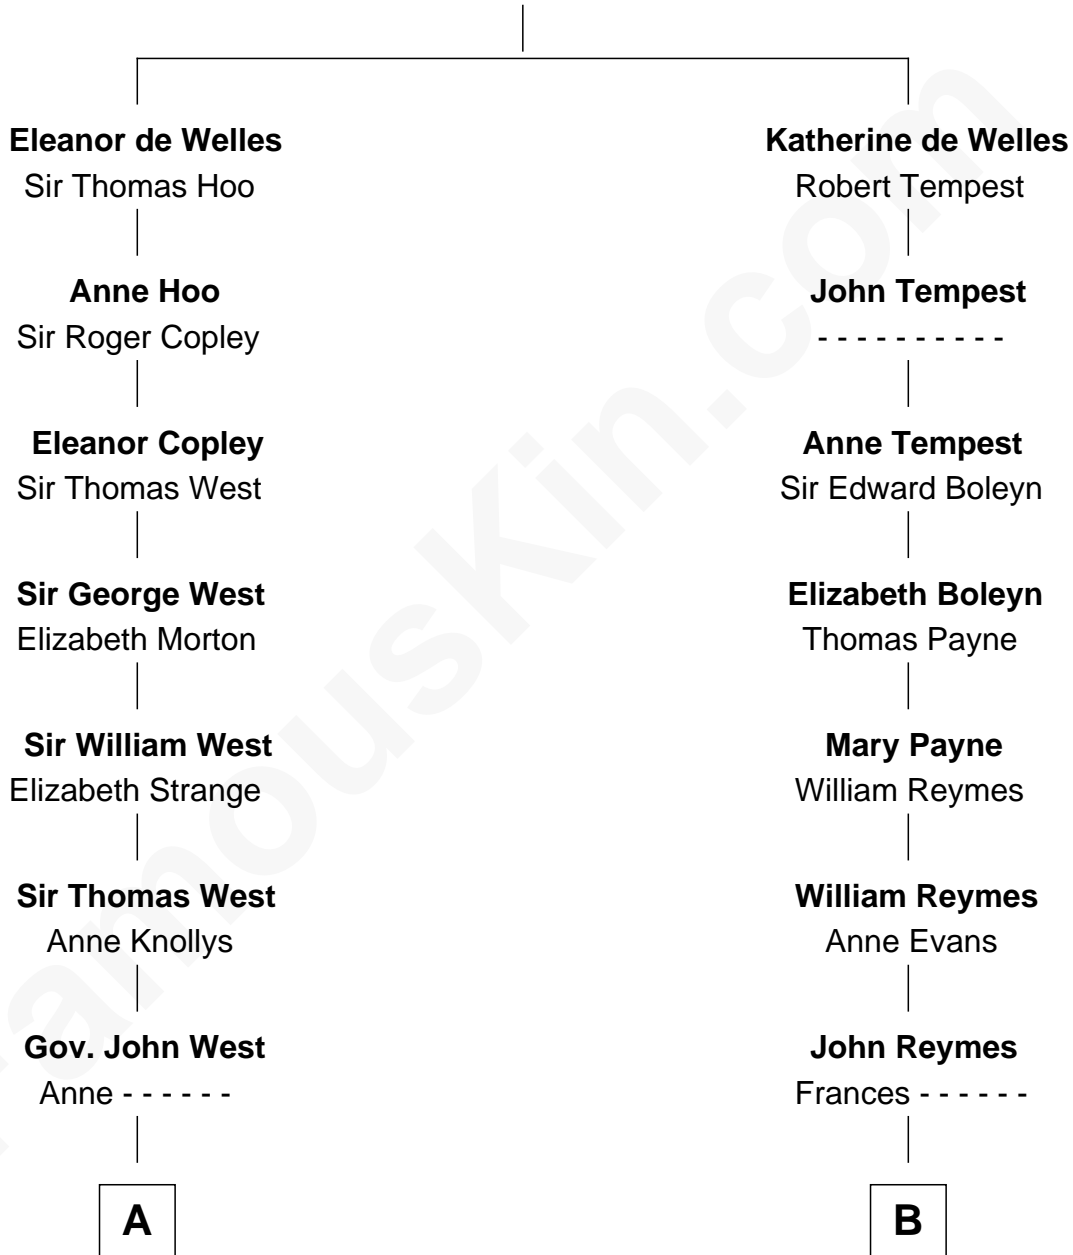 Eleanor de Welles
Sir Thomas Hoo
Katherine de Welles
Robert Tempest
Anne Hoo
Sir Roger Copley
John Tempest
- - - - - - - - - -
Eleanor Copley
Sir Thomas West
Anne Tempest
Sir Edward Boleyn
Sir George West
Elizabeth Morton
Elizabeth Boleyn
Thomas Payne
Sir William West
Elizabeth Strange
Mary Payne
William Reymes
Sir Thomas West
Anne Knollys
William Reymes
Anne Evans
Gov. John West
Anne - - - - - -
John Reymes
Frances - - - - - -
A
B
FamousKin.com